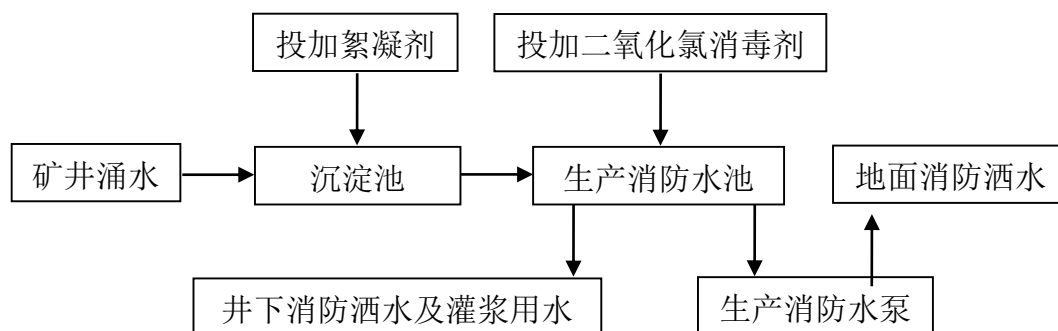 投加絮凝剂
投加二氧化氯消毒剂
矿井涌水
沉淀池
生产消防水池
地面消防洒水
井下消防洒水及灌浆用水
生产消防水泵